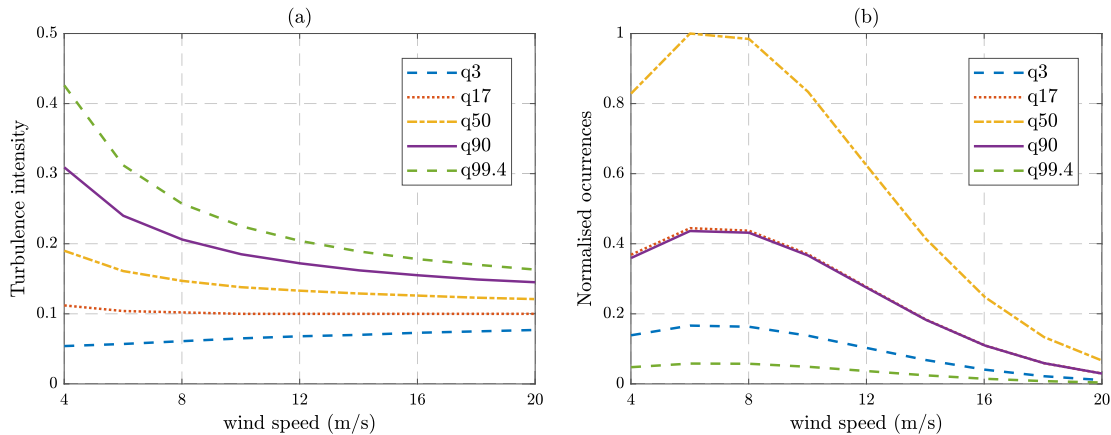 (a)
0.5
0.4
0.3
0.2
0.1
0
4
8
12
16
20
Turbulence intensity
wind speed (m/s)
q3
q17
q50
q90
q99.4
(b)
1
0.8
0.6
0.4
0.2
0
4
8
12
16
20
Normalised ocurrences
wind speed (m/s)
q3
q17
q50
q90
q99.4